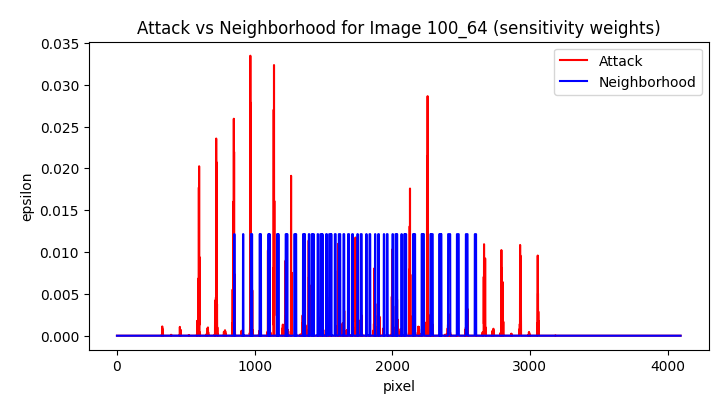 Attack vs Neighborhood for Image 100_64 (sensitivity weights)
0.035
0.030
0.025
0.020
0.015
0.010
0.005
0.000
epsilon
Attack
Neighborhood
0
1000
2000
3000
4000
pixel